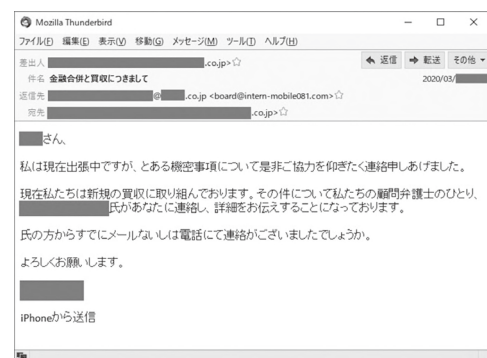 Mozilla Thunderbird
ファイル(F) 編集(E) 表示(V) 移動(G) メッセージ(M) ツール(T) ヘルプ(H)
差出人 .co.jp>☆ 返信 転送 その他
件名 金融合併と買収につきまして 2020/03/
返信先 @ .co.jp <board@intern-mobile081.com>☆
宛先 .co.jp>☆
さん、
私は現在出張中ですが、とある機密事項について是非ご協力を仰ぎたく連絡申しあげました。
現在私たちは新規の買収に取り組んでおります。その件について私たちの顧問弁護士のひとり、
氏があなたに連絡し、詳細をお伝えすることになっております。
氏の方からすでにメールないしは電話にて連絡がございましたでしょうか。
よろしくお願いします。
iPhoneから送信